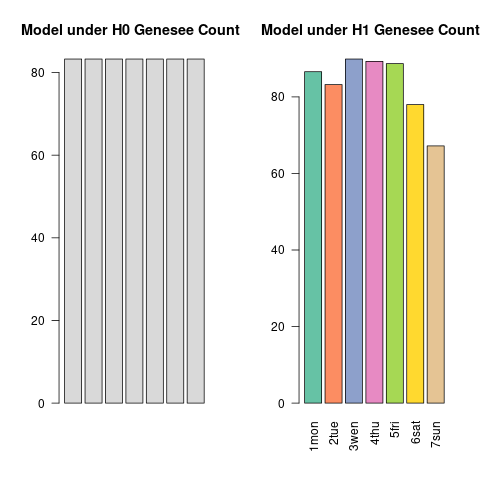 Model under H0 Genesee Count
Model under H1 Genesee Count
80
60
40
20
0
80
60
40
20
0
1mon
2tue
3wen
4thu
5fri
6sat
7sun